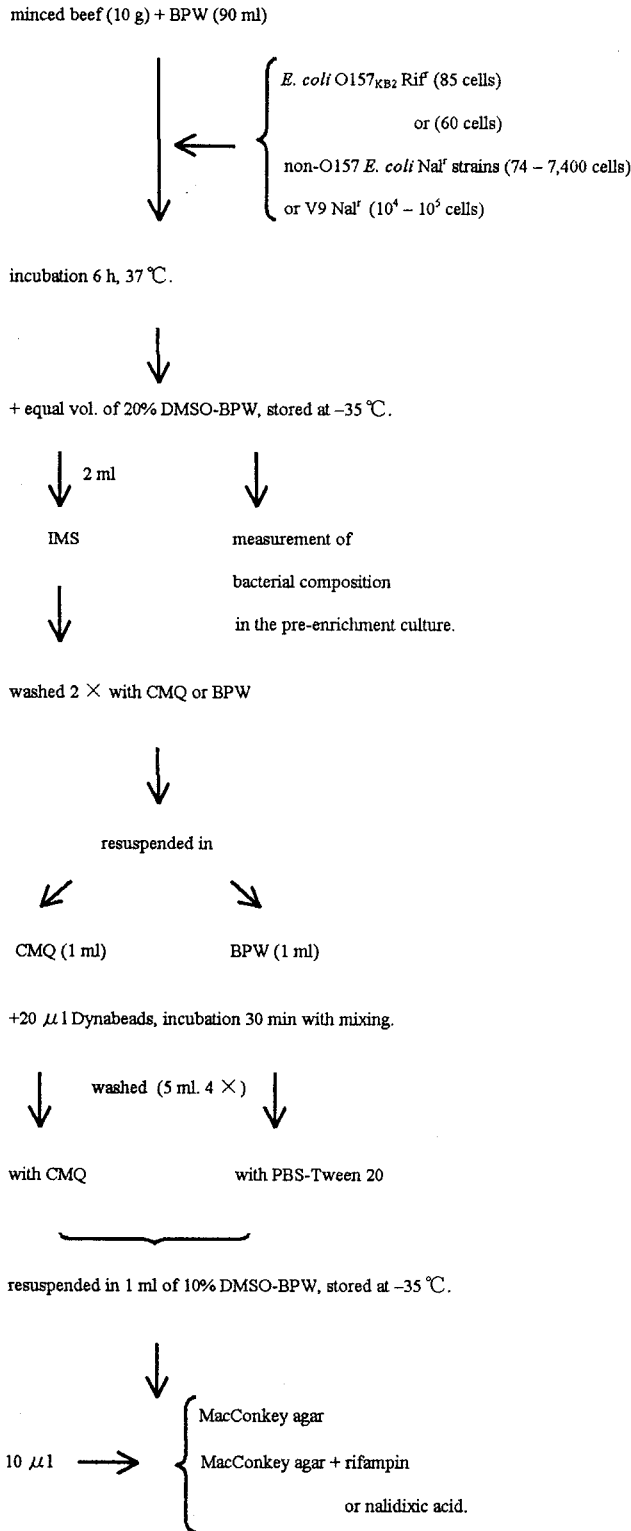 minced beef (10 g) + BPW (90 ml)
E. coli O157KB2 Rifr (85 cells)
or (60 cells)
non-O157 E. coli Nalr strains (74 – 7,400 cells)
or V9 Nalr (10⁴ – 10⁵ cells)
incubation 6 h, 37 ℃.
+ equal vol. of 20% DMSO-BPW, stored at –35 ℃.
2 ml
IMS
measurement of
bacterial composition
in the pre-enrichment culture.
washed 2 × with CMQ or BPW
resuspended in
CMQ (1 ml) BPW (1 ml)
+20 μl Dynabeads, incubation 30 min with mixing.
washed (5 ml. 4 ×)
with CMQ with PBS-Tween 20
resuspended in 1 ml of 10% DMSO-BPW, stored at –35 ℃.
MacConkey agar
10 μl MacConkey agar + rifampin
or nalidixic acid.